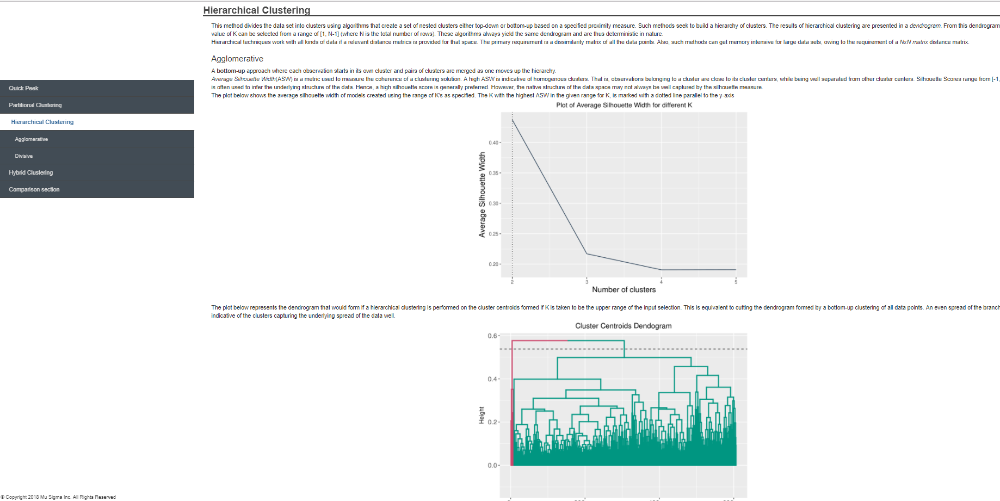 Hierarchical Clustering
This method divides the data set into clusters using algorithms that create a set of nested clusters either top-down or bottom-up based on a specified proximity measure. Such methods seek to build a hierarchy of clusters. The results of hierarchical clustering are presented in a dendrogram. From this dendrogram
value of K can be selected from a range of [1, N-1] (where N is the total number of rows). These algorithms always yield the same dendrogram and are thus deterministic in nature.
Hierarchical techniques work with all kinds of data if a relevant distance metrics is provided for that space. The primary requirement is a dissimilarity matrix of all the data points. Also, such methods can get memory intensive for large data sets, owing to the requirement of a NxN matrix distance matrix.
Agglomerative
A bottom-up approach where each observation starts in its own cluster and pairs of clusters are merged as one moves up the hierarchy.
Average Silhouette Width(ASW) is a metric used to measure the coherence of a clustering solution. A high ASW is indicative of homogenous clusters. That is, observations belonging to a cluster are close to its cluster centers, while being well separated from other cluster centers. Silhouette Scores range from [-1,
is often used to infer the underlying structure of the data. Hence, a high silhouette score is generally preferred. However, the native structure of the data space may not always be well captured by the silhouette measure.
The plot below shows the average silhouette width of models created using the range of K's as specified. The K with the highest ASW in the given range for K, is marked with a dotted line parallel to the y-axis
Quick Peek
Partitional Clustering
Hierarchical Clustering
Agglomerative
Divisive
Hybrid Clustering
Comparison section
Plot of Average Silhouette Width for different K
Average Silhouette Width
0.40
0.35
0.30
0.25
0.20
2 3 4 5
Number of clusters
The plot below represents the dendrogram that would form if a hierarchical clustering is performed on the cluster centroids formed if K is taken to be the upper range of the input selection. This is equivalent to cutting the dendrogram formed by a bottom-up clustering of all data points. An even spread of the branch
indicative of the clusters capturing the underlying spread of the data well.
Cluster Centroids Dendogram
Height
0.6
0.4
0.2
0.0
© Copyright 2018 Mu Sigma Inc. All Rights Reserved